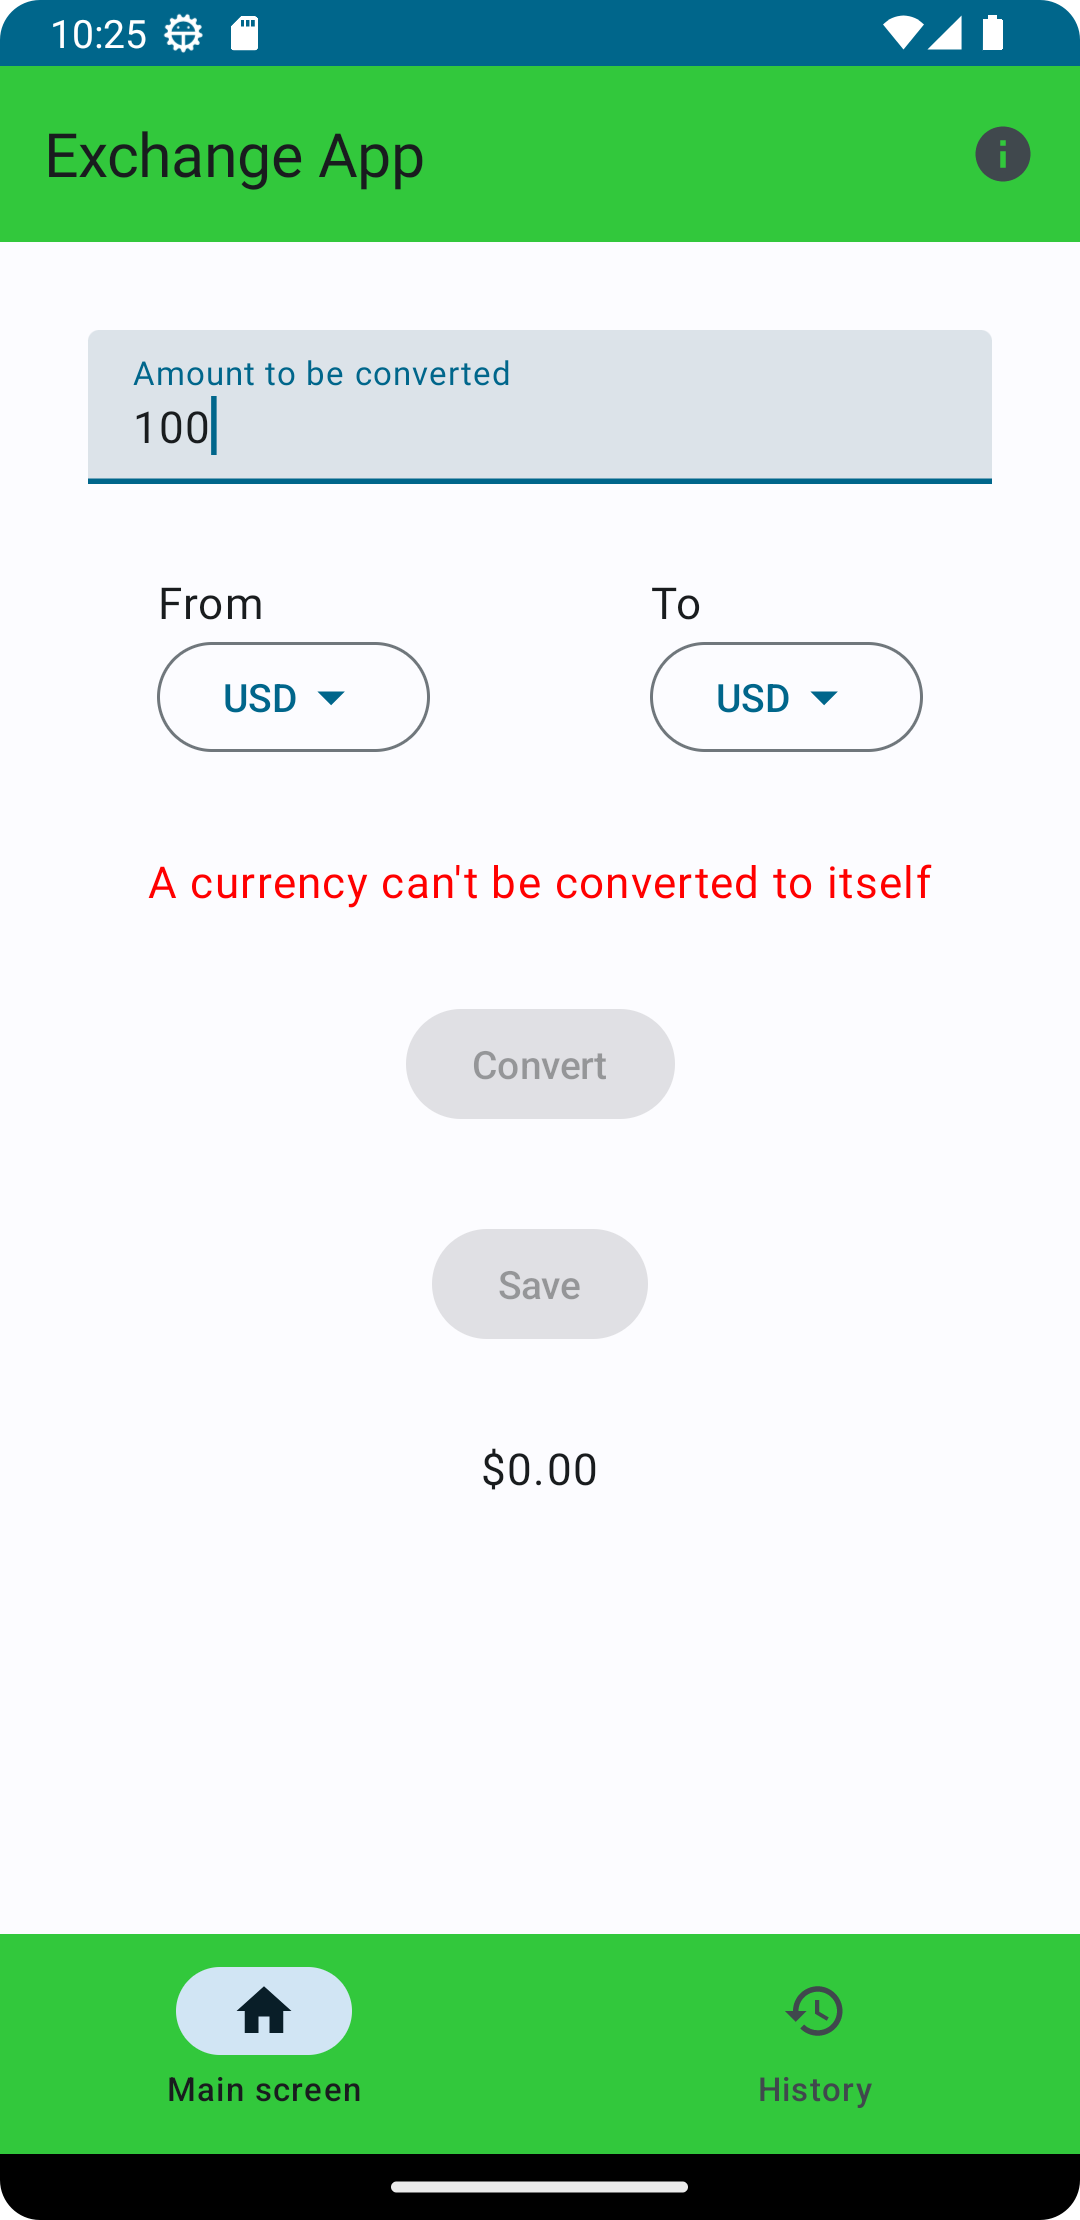 10:25
Exchange App
Amount to be converted
100
From To
USD USD
A currency can't be converted to itself
Convert
Save
$0.00
Main screen History